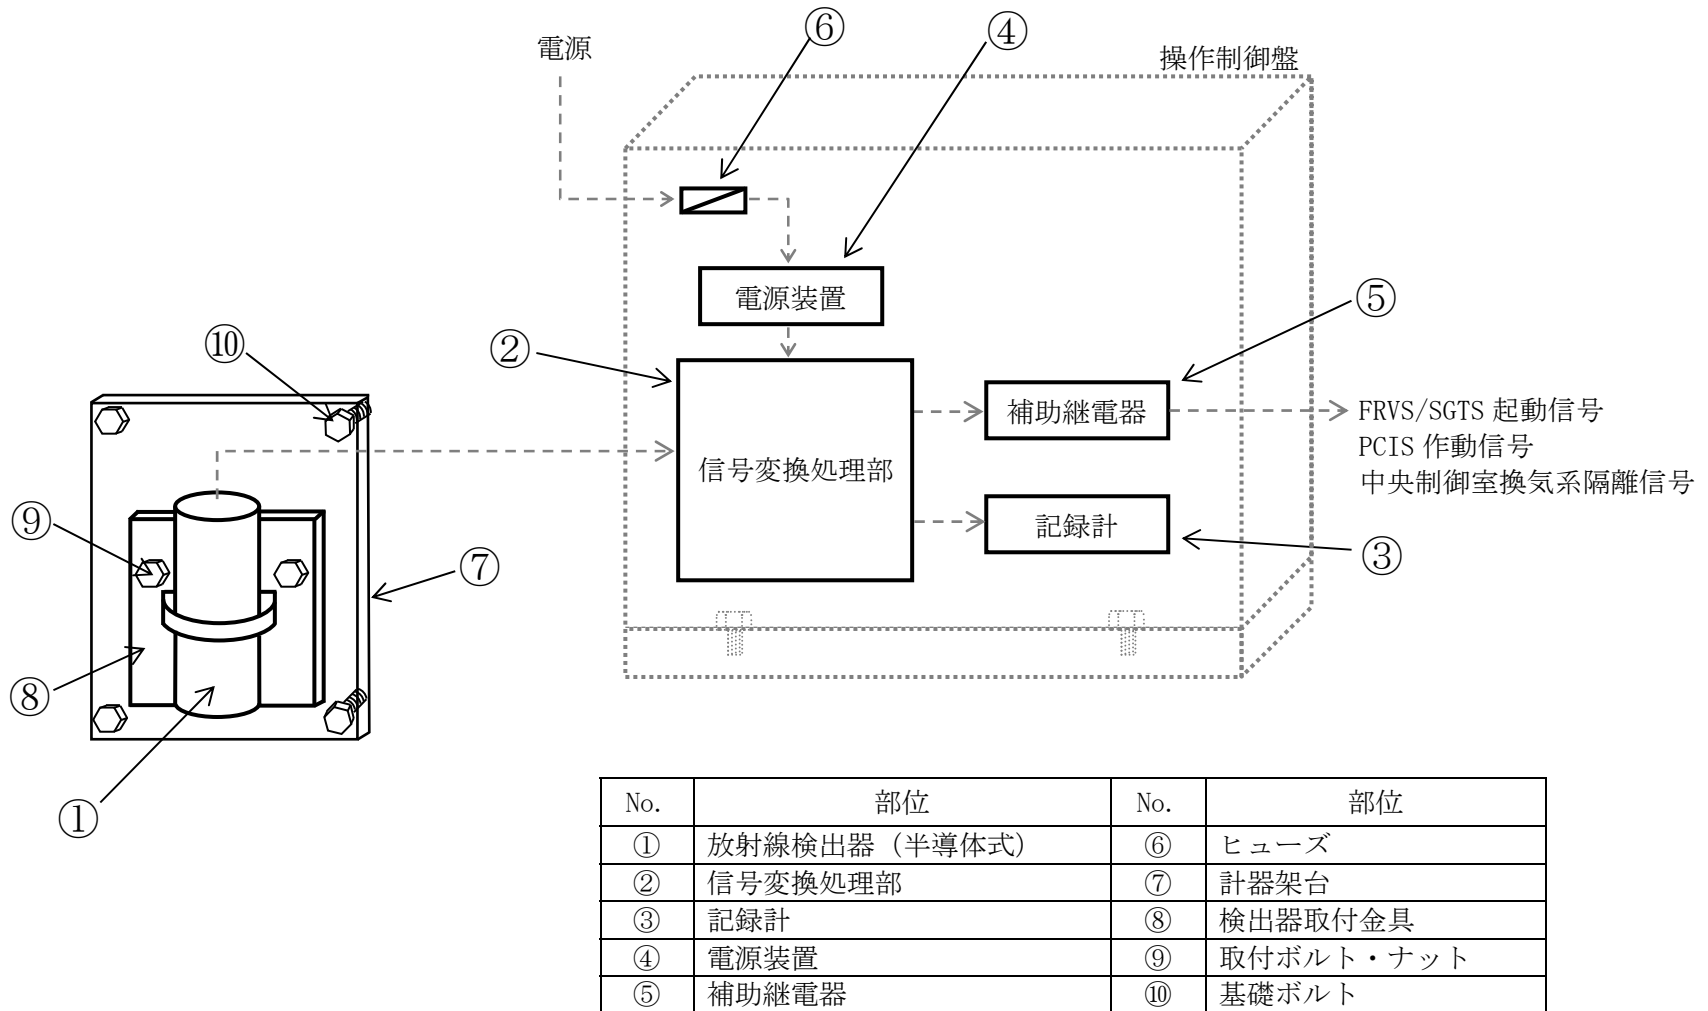 ⑥
④
電源
操作制御盤
電源装置
⑤
⑩
②
補助継電器
FRVS/SGTS 起動信号
PCIS 作動信号
中央制御室換気系隔離信号
信号変換処理部
⑨
記録計
③
⑦
⑧
①
No. 部位 No. 部位
① 放射線検出器（半導体式） ⑥ ヒューズ
② 信号変換処理部 ⑦ 計器架台
③ 記録計 ⑧ 検出器取付金具
④ 電源装置 ⑨ 取付ボルト・ナット
⑤ 補助継電器 ⑩ 基礎ボルト